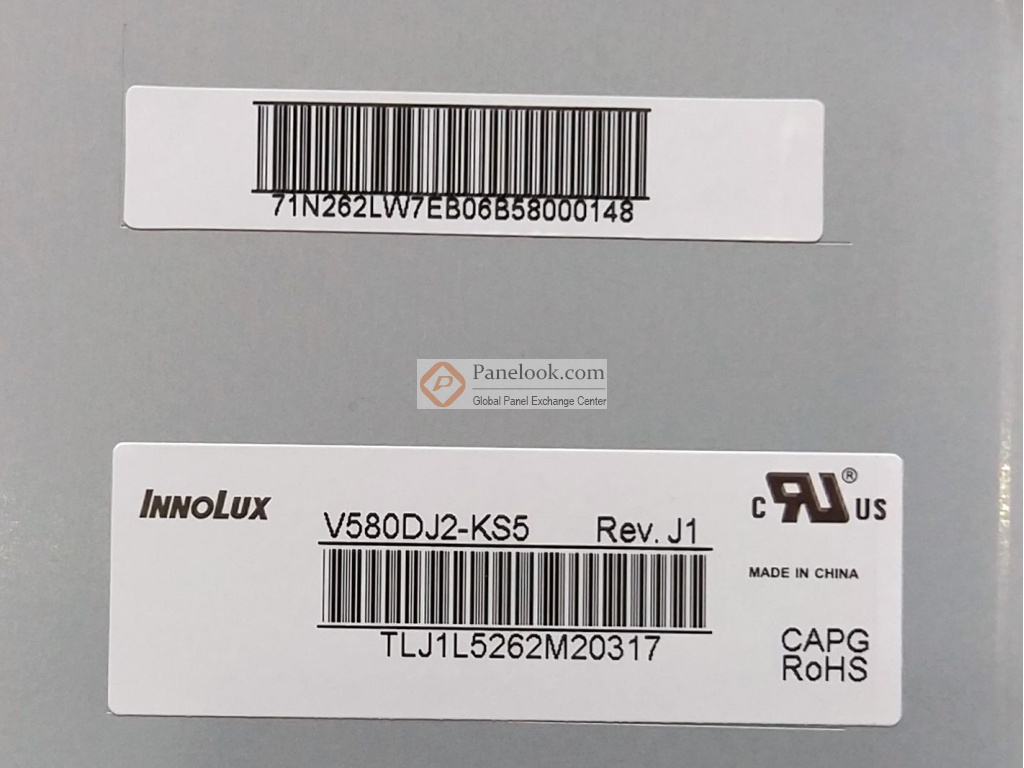 71N262LW7EB06B58000148
Panelook.com
Global Panel Exchange Center
INNOLUX
V580DJ2-KS5 Rev. J1
TLJ1L5262M20317
C RU ® US
MADE IN CHINA
CAPG
RoHS